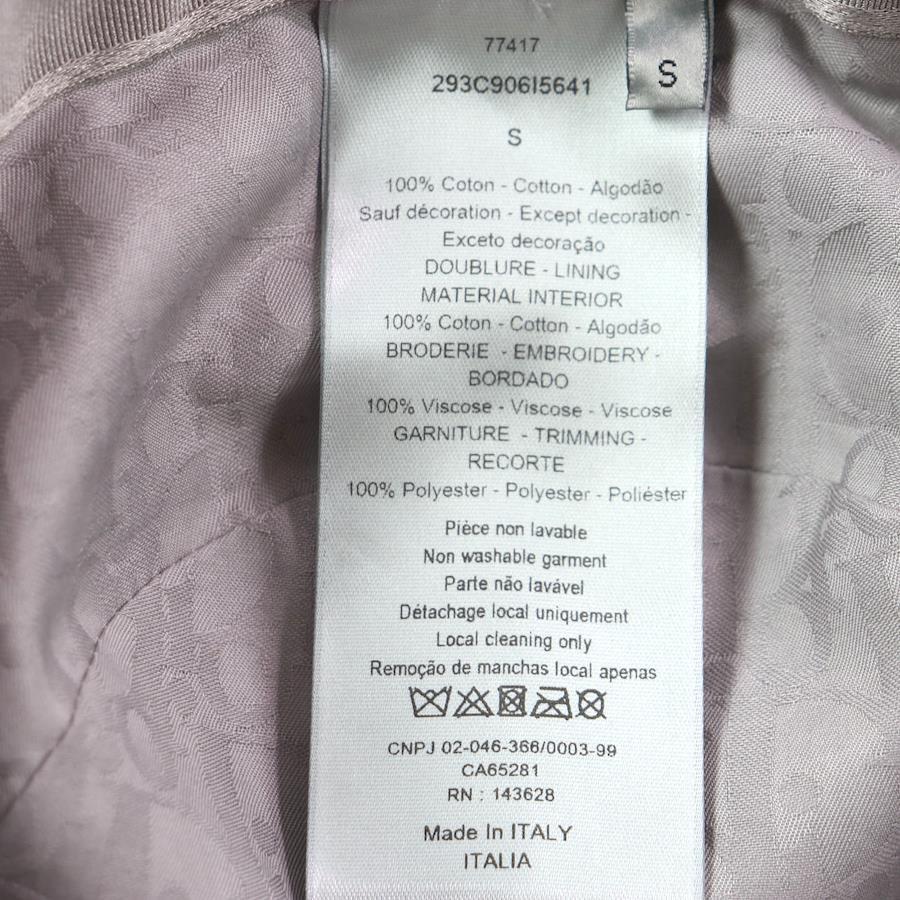 77417
S
293C906I5641
S
100% Coton - Cotton - Algodão
Sauf décoration - Except decoration -
Exceto decoração
DOUBLURE - LINING
MATERIAL INTERIOR
100% Coton - Cotton - Algodão
BRODERIE - EMBROIDERY -
BORDADO
100% Viscose - Viscose - Viscose
GARNITURE - TRIMMING -
RECORTE
100% Polyester - Polyester - Poliéster
Pièce non lavable
Non washable garment
Parte não lavável
Détachage local uniquement
Local cleaning only
Remoção de manchas local apenas
CNPJ 02-046-366/0003-99
CA65281
RN : 143628
Made In ITALY
ITALIA